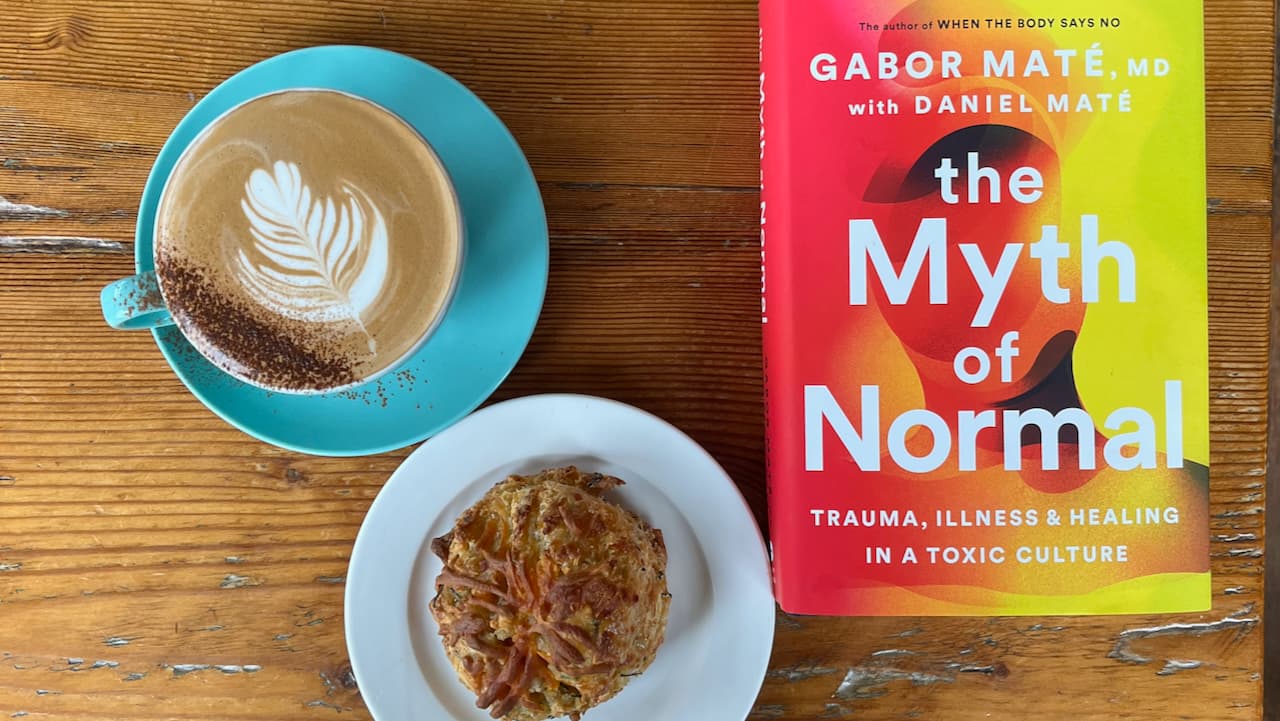 The author of WHEN THE BODY SAYS NO
GABOR MATÉ, MD
with DANIEL MATÉ
the
Myth
of
Normal
TRAUMA, ILLNESS & HEALING
IN A TOXIC CULTURE